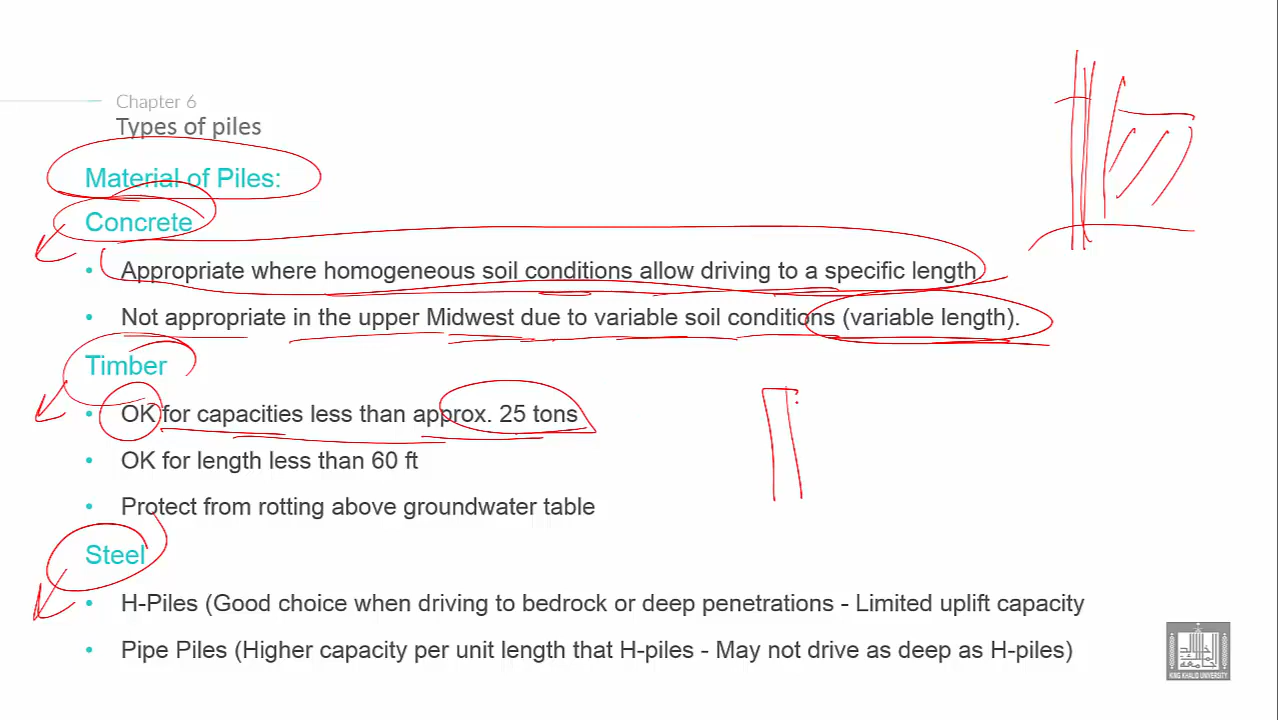 Chapter 6
Types of piles
Material of Piles:
Concrete
• Appropriate where homogeneous soil conditions allow driving to a specific length
• Not appropriate in the upper Midwest due to variable soil conditions (variable length).
Timber
• OK for capacities less than approx. 25 tons
• OK for length less than 60 ft
• Protect from rotting above groundwater table
Steel
• H-Piles (Good choice when driving to bedrock or deep penetrations - Limited uplift capacity
• Pipe Piles (Higher capacity per unit length that H-piles - May not drive as deep as H-piles)
KING KHALID UNIVERSITY